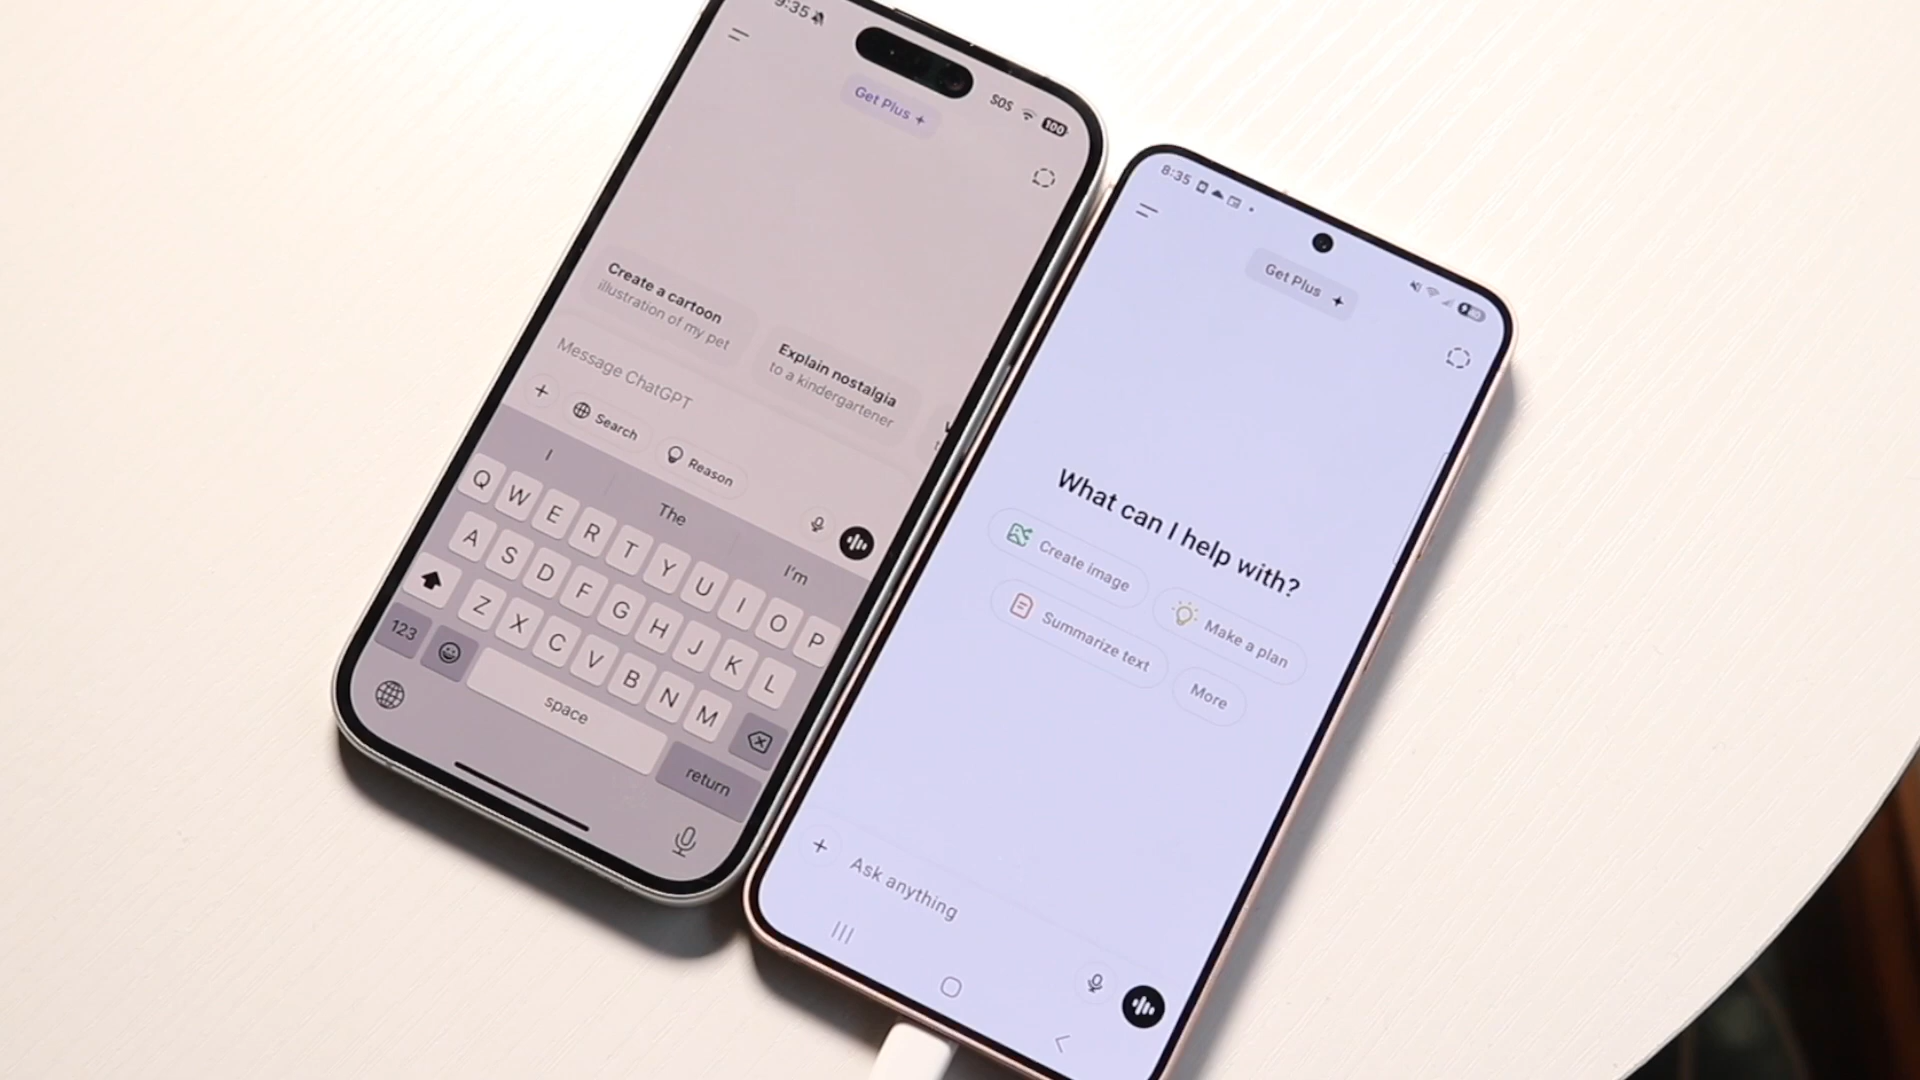 9:35
SOS
100
Get Plus +
Create a cartoon
illustration of my pet
Explain nostalgia
to a kindergartener
Message ChatGPT
Search
Reason
I
The
I'm
Q W E R T Y U I O P
A S D F G H J K L
Z X C V B N M
123
space
return
8:35
Get Plus +
What can I help with?
Create image
Make a plan
Summarize text
More
Ask anything